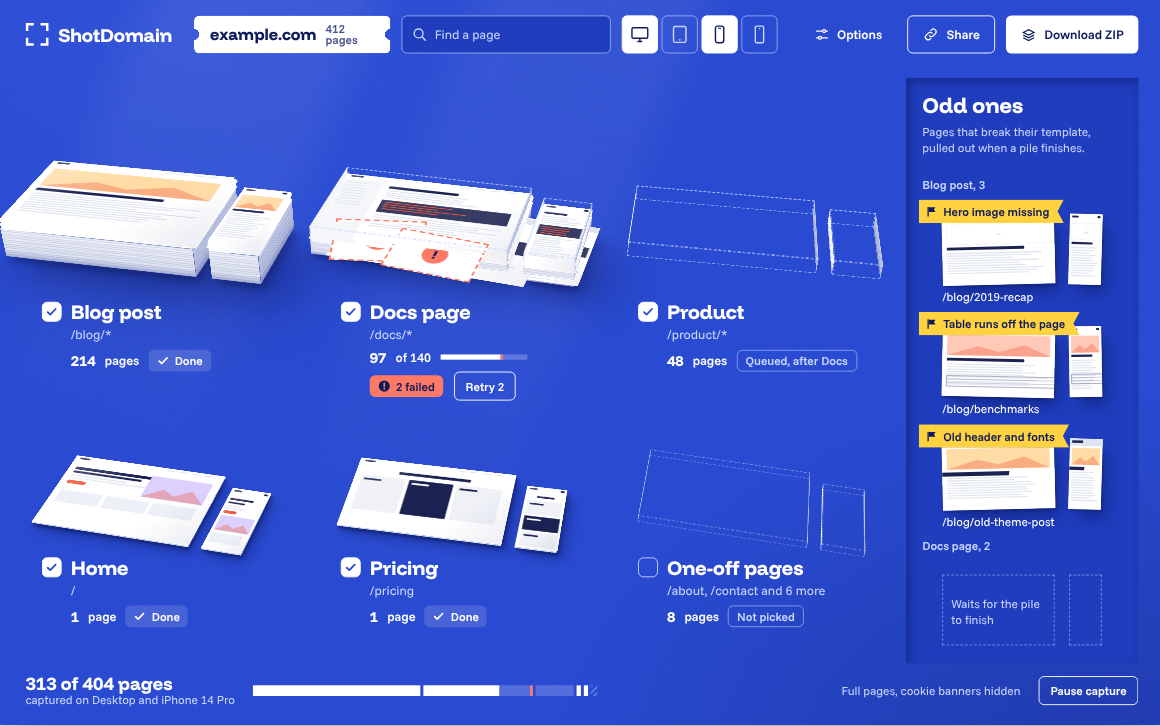 ShotDomain
example.com
412 pages
Find a page
Options
Share
Download ZIP
Blog post
/blog/*
214 pages
Done
Docs page
/docs/*
97 of 140
2 failed
Retry 2
Product
/product/*
48 pages
Queued, after Docs
Home
/
1 page
Done
Pricing
/pricing
1 page
Done
One-off pages
/about, /contact and 6 more
8 pages
Not picked
Odd ones
Pages that break their template,
pulled out when a pile finishes.
Blog post, 3
Hero image missing
/blog/2019-recap
Table runs off the page
/blog/benchmarks
Old header and fonts
/blog/old-theme-post
Docs page, 2
Waits for the pile
to finish
313 of 404 pages
captured on Desktop and iPhone 14 Pro
Full pages, cookie banners hidden
Pause capture